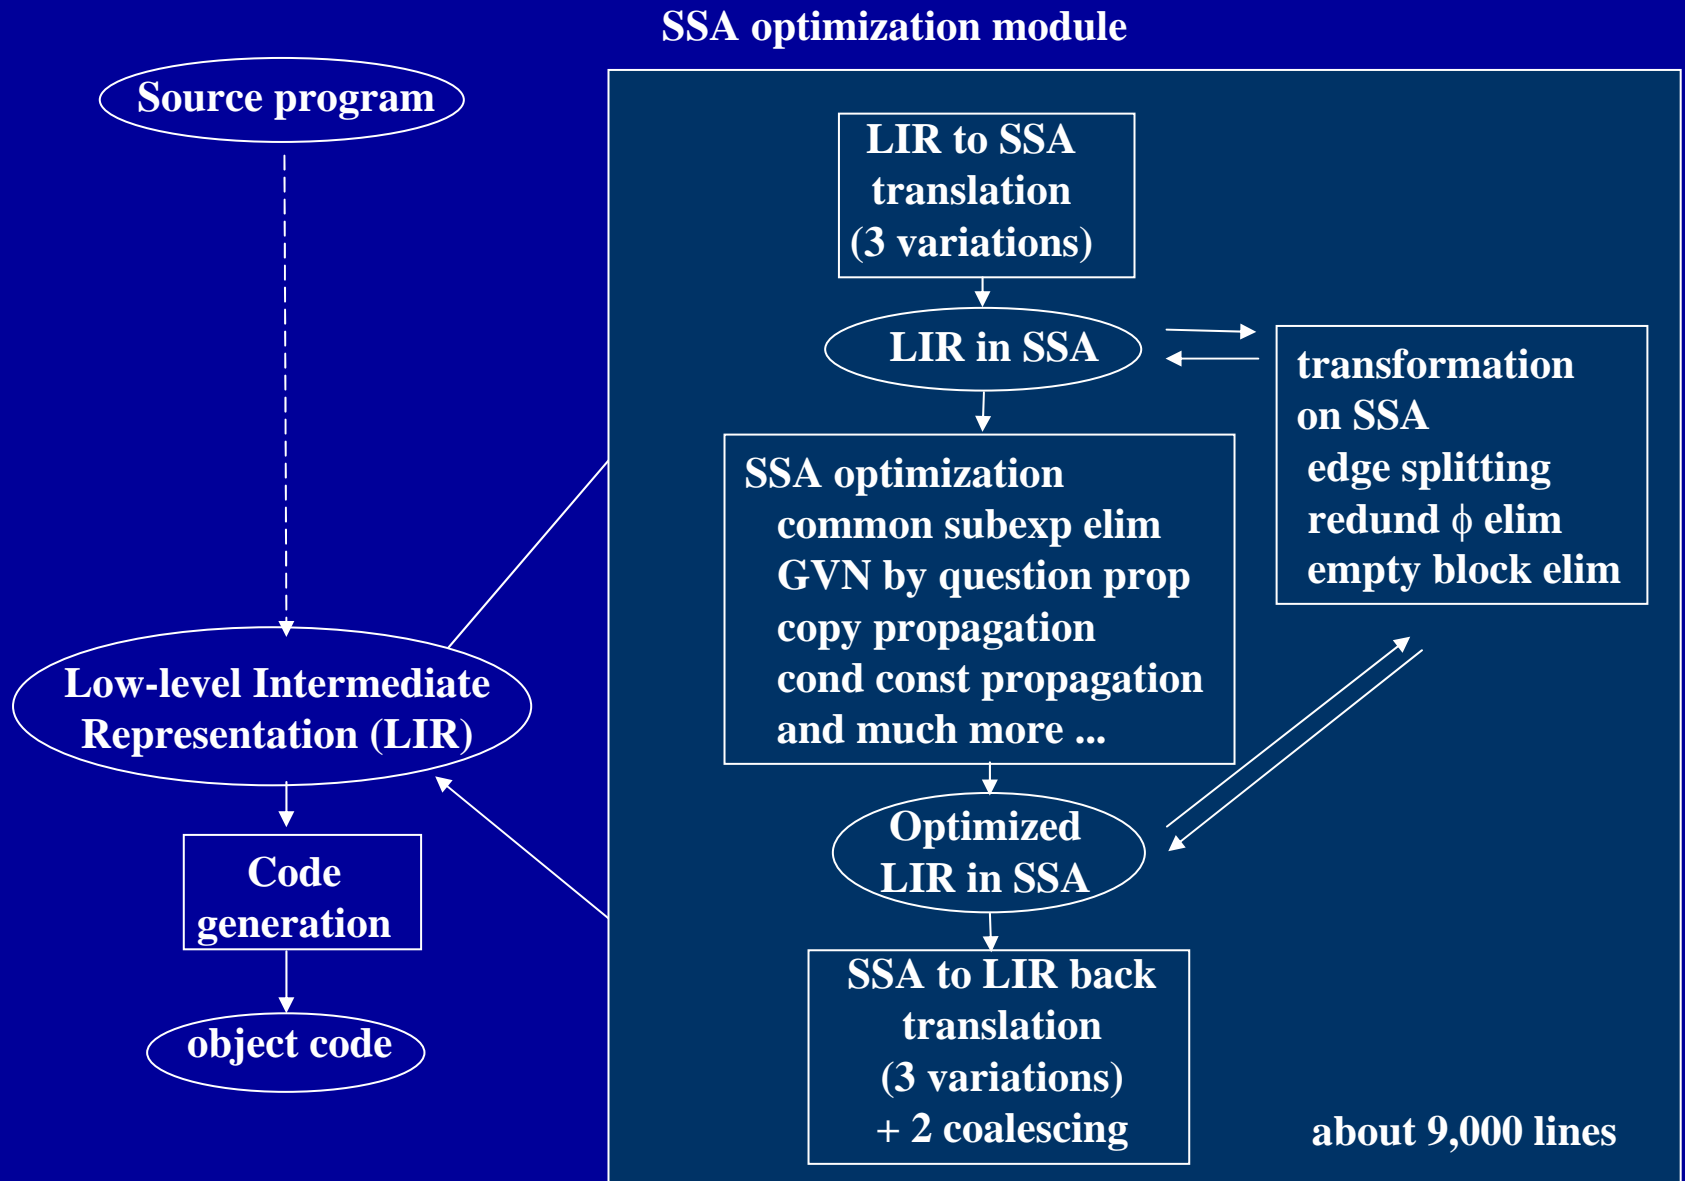 SSA optimization module
Source program
Low-level Intermediate
Representation (LIR)
Code
generation
object code
LIR to SSA
translation
(3 variations)
LIR in SSA
transformation
on SSA
edge splitting
redund ϕ elim
empty block elim
SSA optimization
common subexp elim
GVN by question prop
copy propagation
cond const propagation
and much more ...
Optimized
LIR in SSA
SSA to LIR back
translation
(3 variations)
+ 2 coalescing
about 9,000 lines